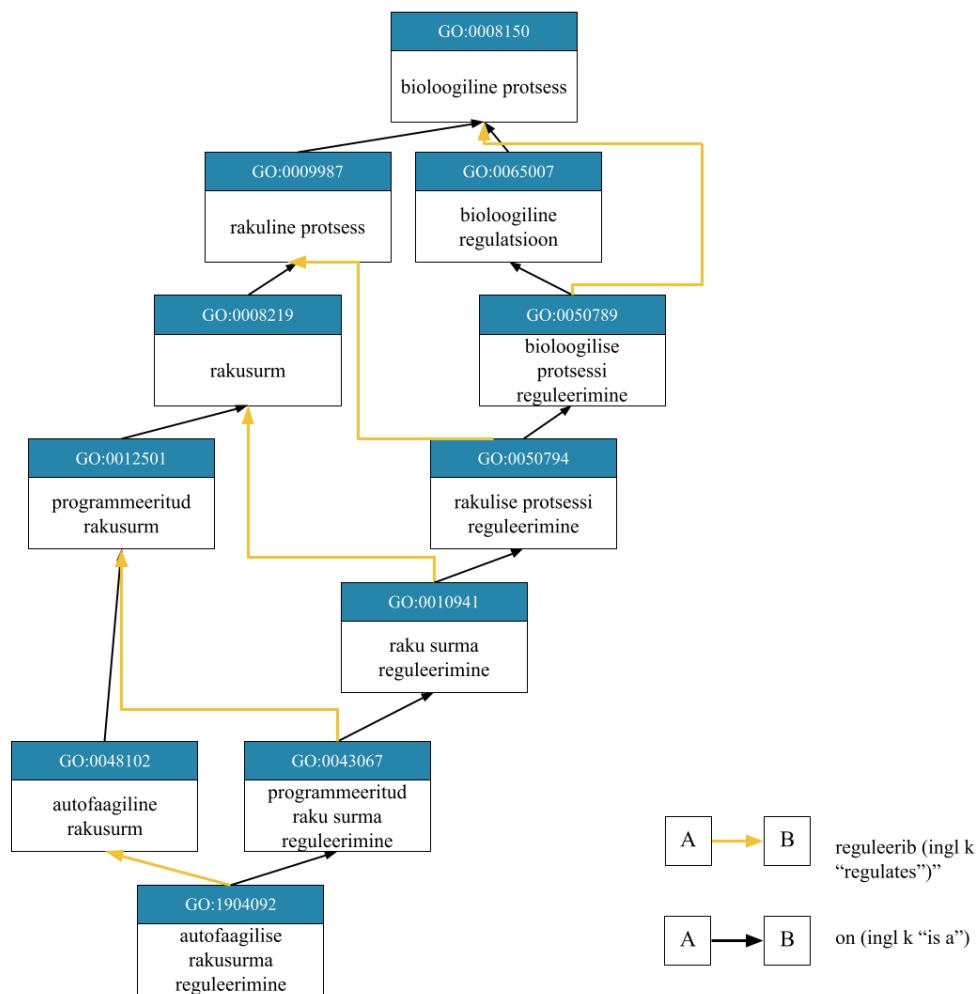 GO:0008150
bioloogiline protsess
GO:0009987
rakuline protsess
GO:0065007
bioloogiline
regulatsioon
GO:0008219
rakusurm
GO:0050789
bioloogilise
protsessi
reguleerimine
GO:0012501
programmeeritud
rakusurm
GO:0050794
rakulise protsessi
reguleerimine
GO:0010941
raku surma
reguleerimine
GO:0048102
autofaagiline
rakusurm
GO:0043067
programmeeritud
raku surma
reguleerimine
GO:1904092
autofaagilise
rakusurma
reguleerimine
A B
reguleerib (ingl k
“regulates”)”
A B
on (ingl k “is a”)